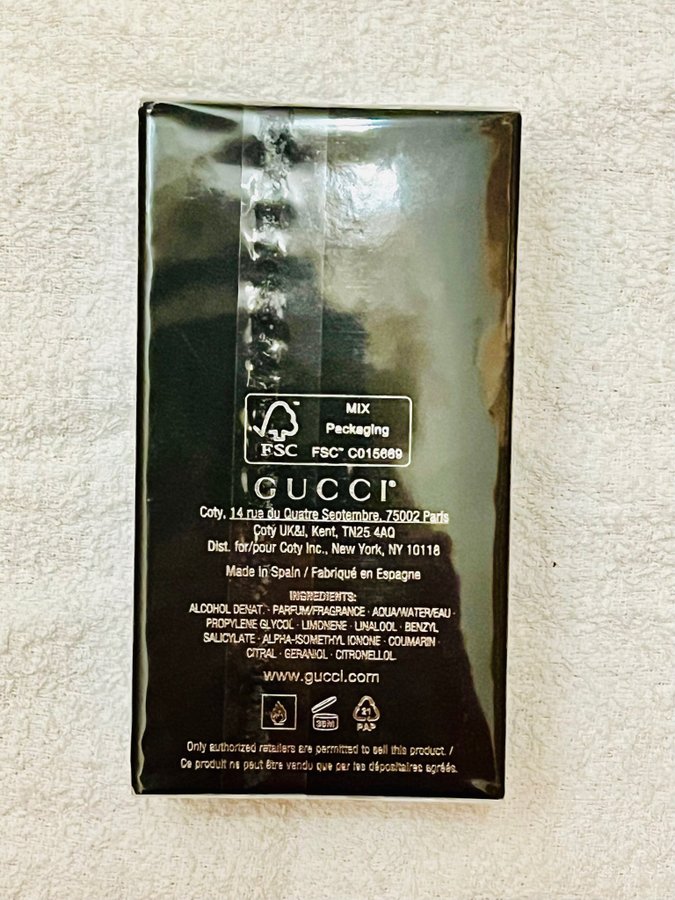 MIX
Packaging
FSC
FSC™ C015669
GUCCI®
Coty, 14 rue du Quatre Septembre, 75002 Paris
Coty UK&I, Kent, TN25 4AQ
Dist. for/pour Coty Inc., New York, NY 10118
Made in Spain / Fabriqué en Espagne
INGREDIENTS:
ALCOHOL DENAT. · PARFUM/FRAGRANCE · AQUA/WATER/EAU ·
PROPYLENE GLYCOL · LIMONENE · LINALOOL · BENZYL
SALICYLATE · ALPHA-ISOMETHYL IONONE · COUMARIN ·
CITRAL · GERANIOL · CITRONELLOL
www.gucci.com
36M
21
PAP
Only authorized retailers are permitted to sell this product. /
Ce produit ne peut être vendu que par les dépositaires agréés.